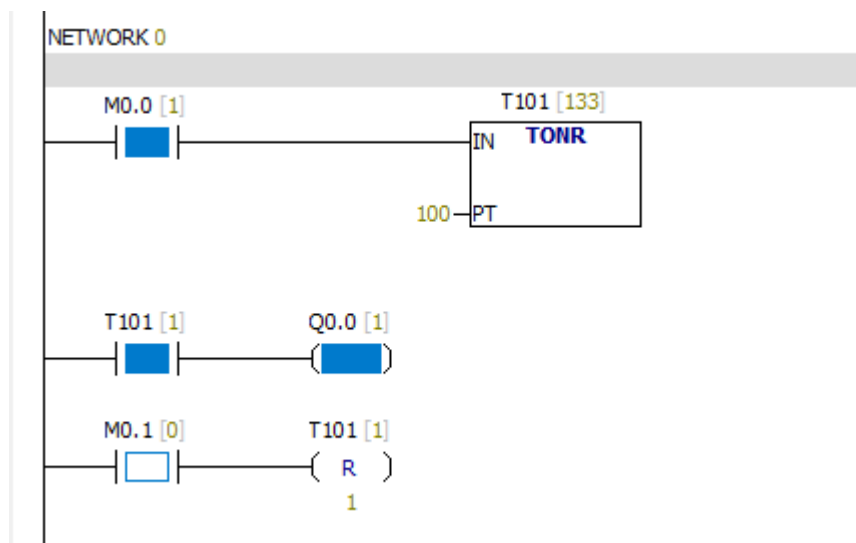 NETWORK 0
M0.0 [1]
T101 [133]
IN TONR
100 PT
T101 [1] Q0.0 [1]
M0.1 [0] T101 [1]
R
1